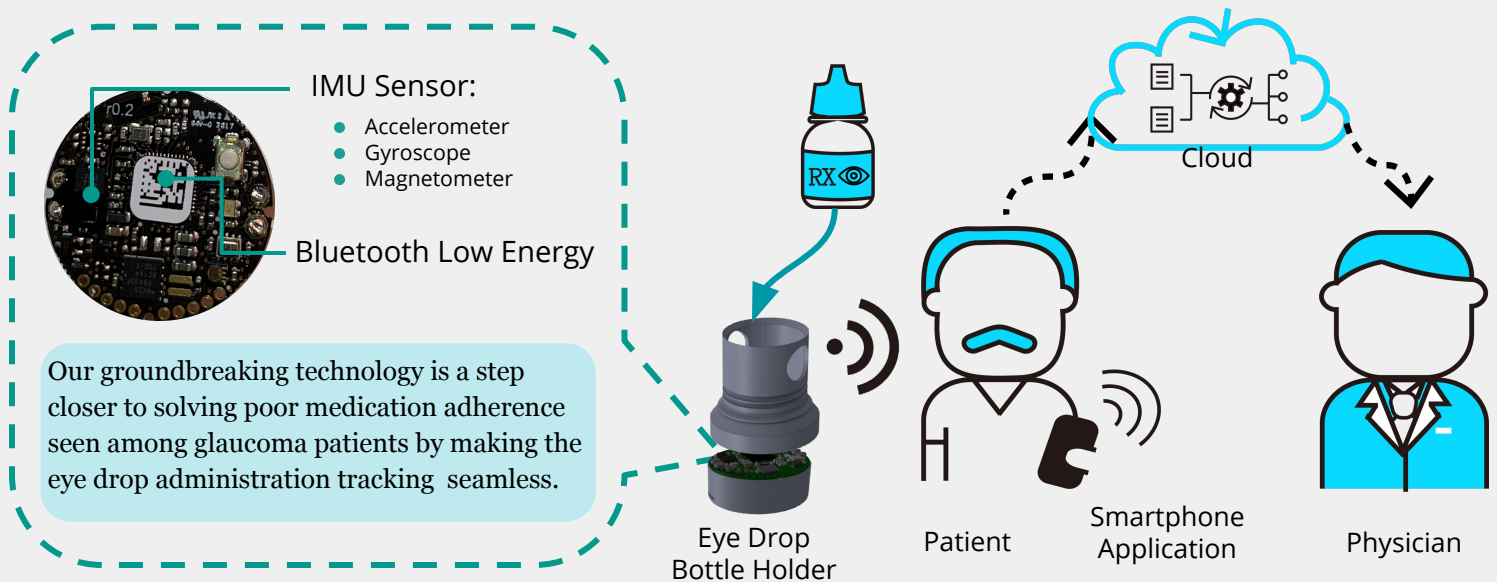 IMU Sensor:
Accelerometer
Gyroscope
Magnetometer
Bluetooth Low Energy
r0.2
Our groundbreaking technology is a step
closer to solving poor medication adherence
seen among glaucoma patients by making the
eye drop administration tracking seamless.
RX
Eye Drop
Bottle Holder
Patient
Smartphone
Application
Cloud
Physician